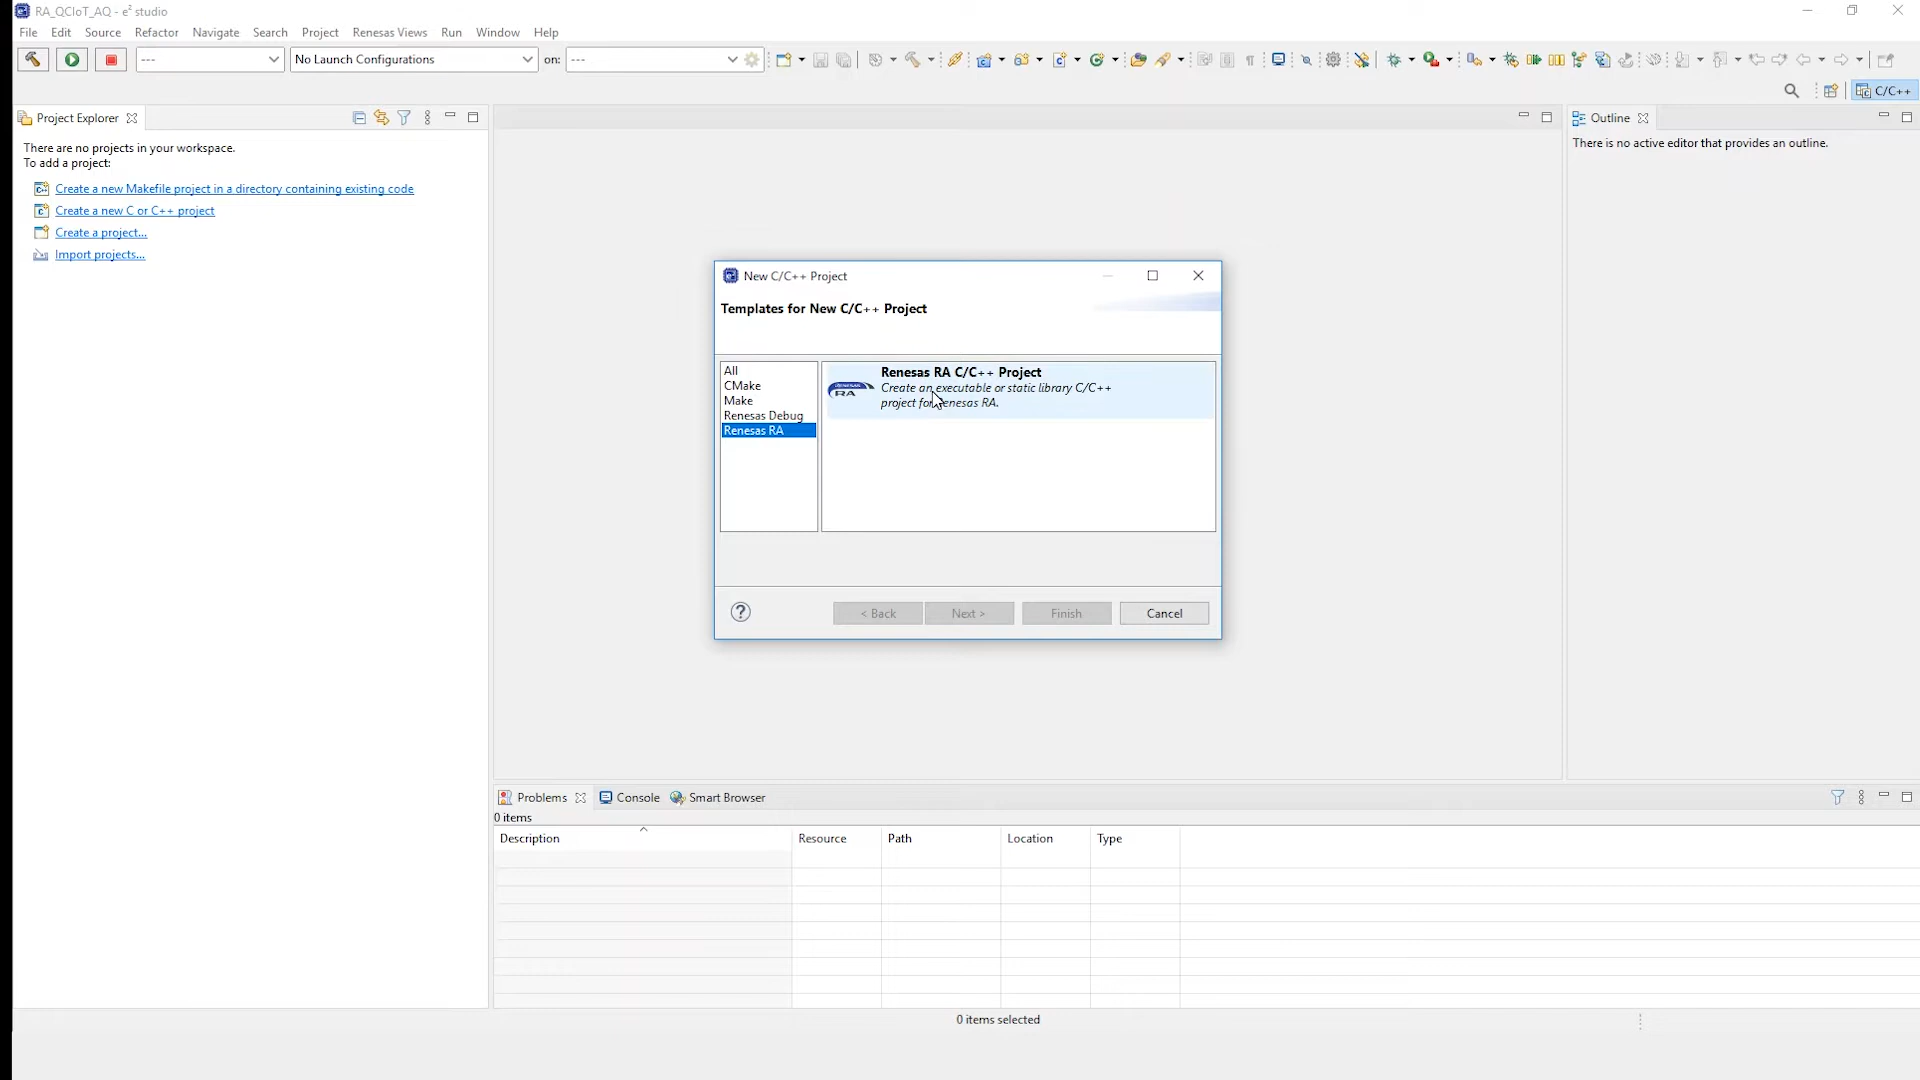 RA_QCIoT_AQ - e² studio
File Edit Source Refactor Navigate Search Project Renesas Views Run Window Help
--- No Launch Configurations on: ---
C/C++
Project Explorer
There are no projects in your workspace.
To add a project:
Create a new Makefile project in a directory containing existing code
Create a new C or C++ project
Create a project...
Import projects...
Outline
There is no active editor that provides an outline.
New C/C++ Project
Templates for New C/C++ Project
All
CMake
Make
Renesas Debug
Renesas RA
RA
Renesas RA C/C++ Project
Create an executable or static library C/C++
project for Renesas RA.
? < Back Next > Finish Cancel
Problems Console Smart Browser
0 items
Description Resource Path Location Type
0 items selected